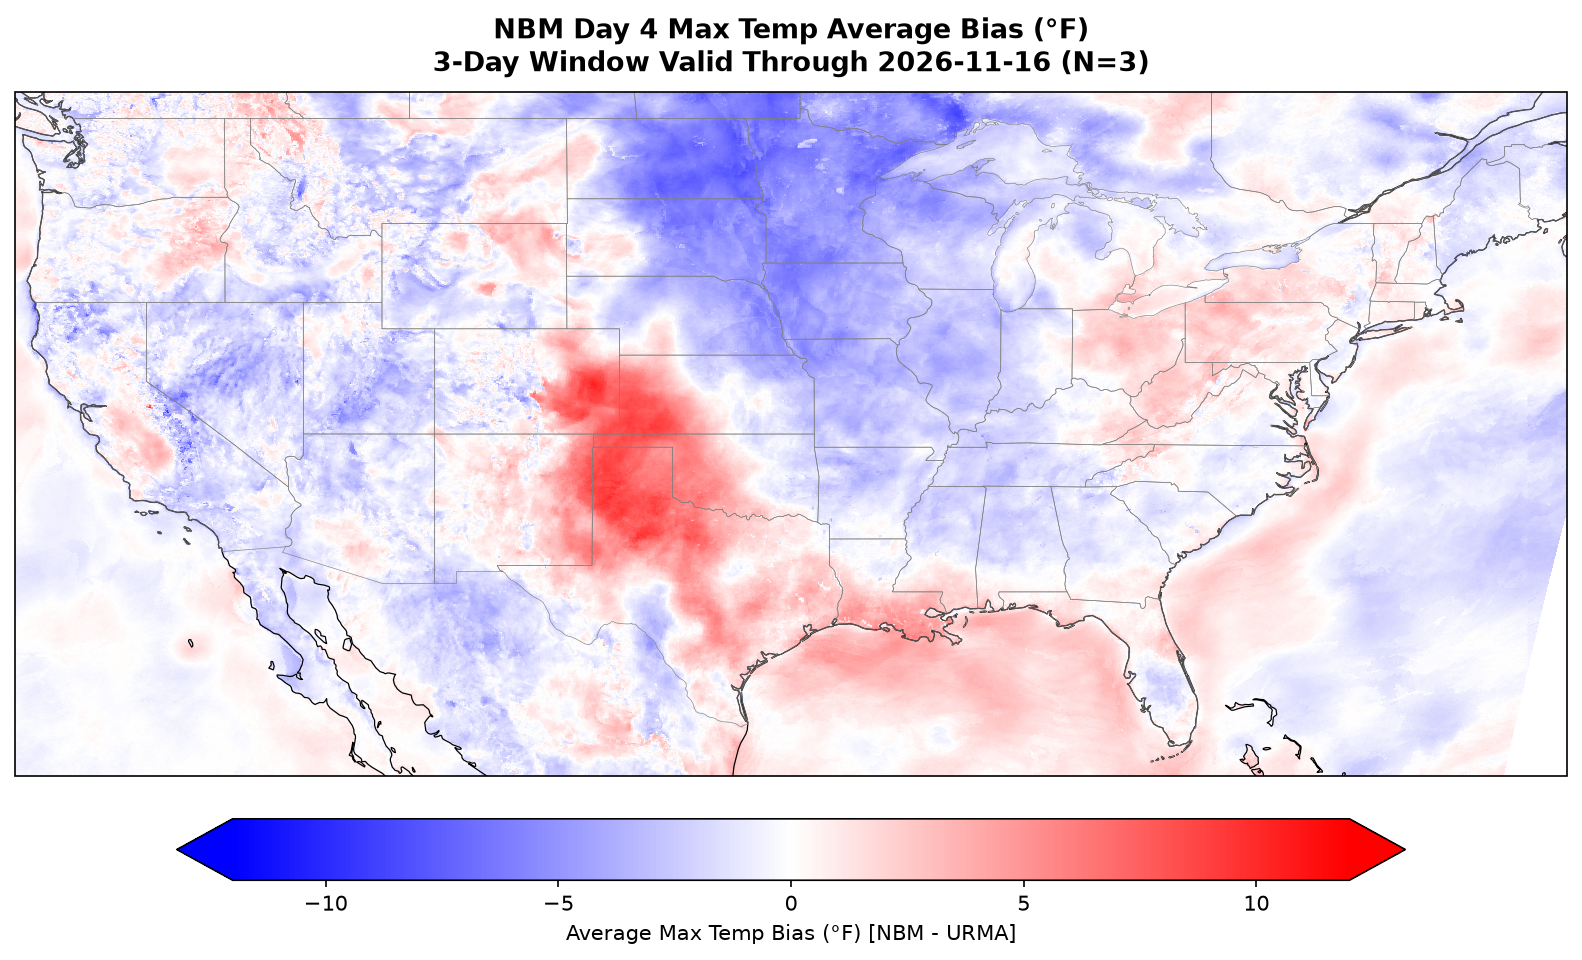 NBM Day 4 Max Temp Average Bias (°F)
3-Day Window Valid Through 2026-11-16 (N=3)
−10 −5 0 5 10
Average Max Temp Bias (°F) [NBM - URMA]